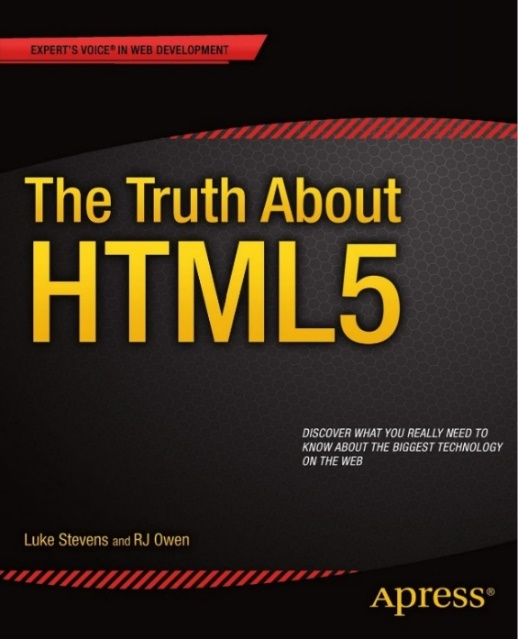 EXPERT'S VOICE® IN WEB DEVELOPMENT
The Truth About
HTML5
DISCOVER WHAT YOU REALLY NEED TO
KNOW ABOUT THE BIGGEST TECHNOLOGY
ON THE WEB
Luke Stevens and RJ Owen
Apress®